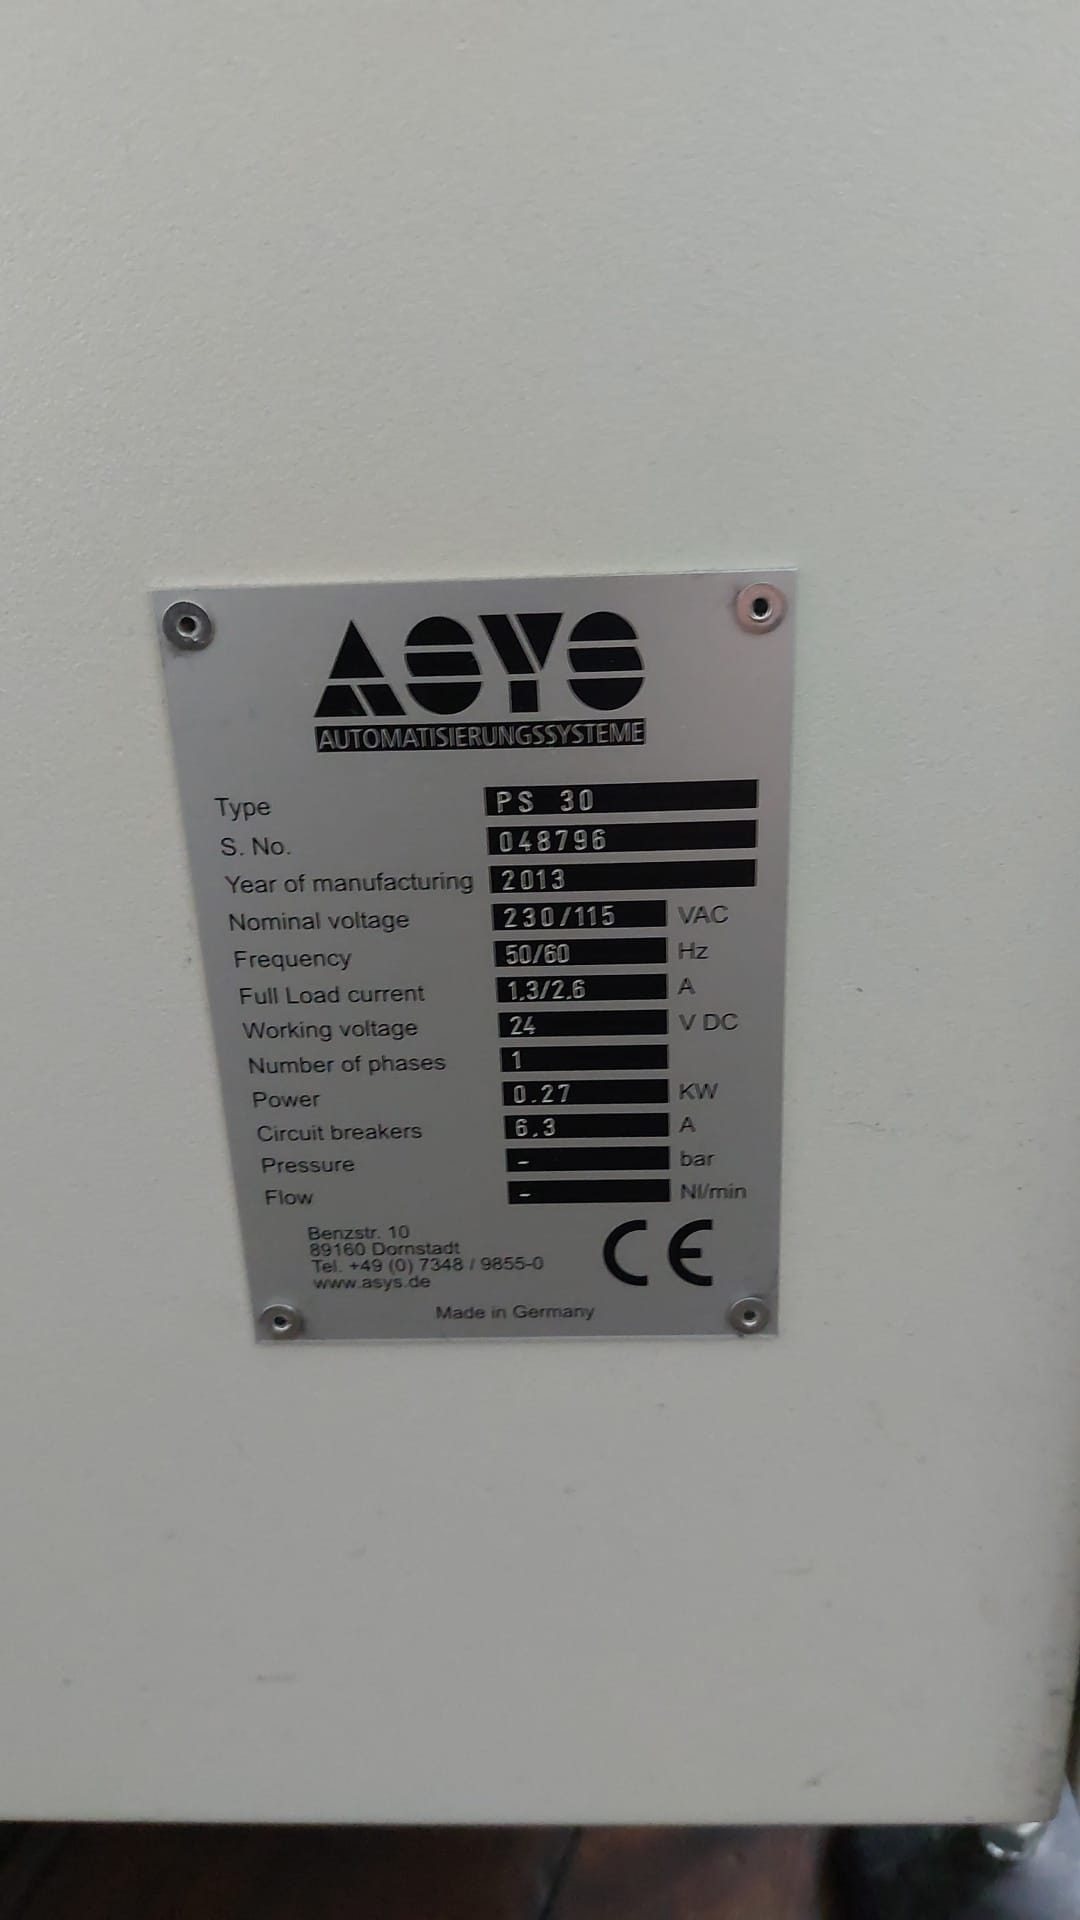 ASYS
AUTOMATISIERUNGSSYSTEME
Type PS 30
S. No. 048796
Year of manufacturing 2013
Nominal voltage 230/115 VAC
Frequency 50/60 Hz
Full Load current 1.3/2.6 A
Working voltage 24 V DC
Number of phases 1
Power 0.27 KW
Circuit breakers 6.3 A
Pressure - bar
Flow - Nl/min
Benzstr. 10
89160 Dornstadt
Tel. +49 (0) 7348 / 9855-0
www.asys.de
CE
Made in Germany